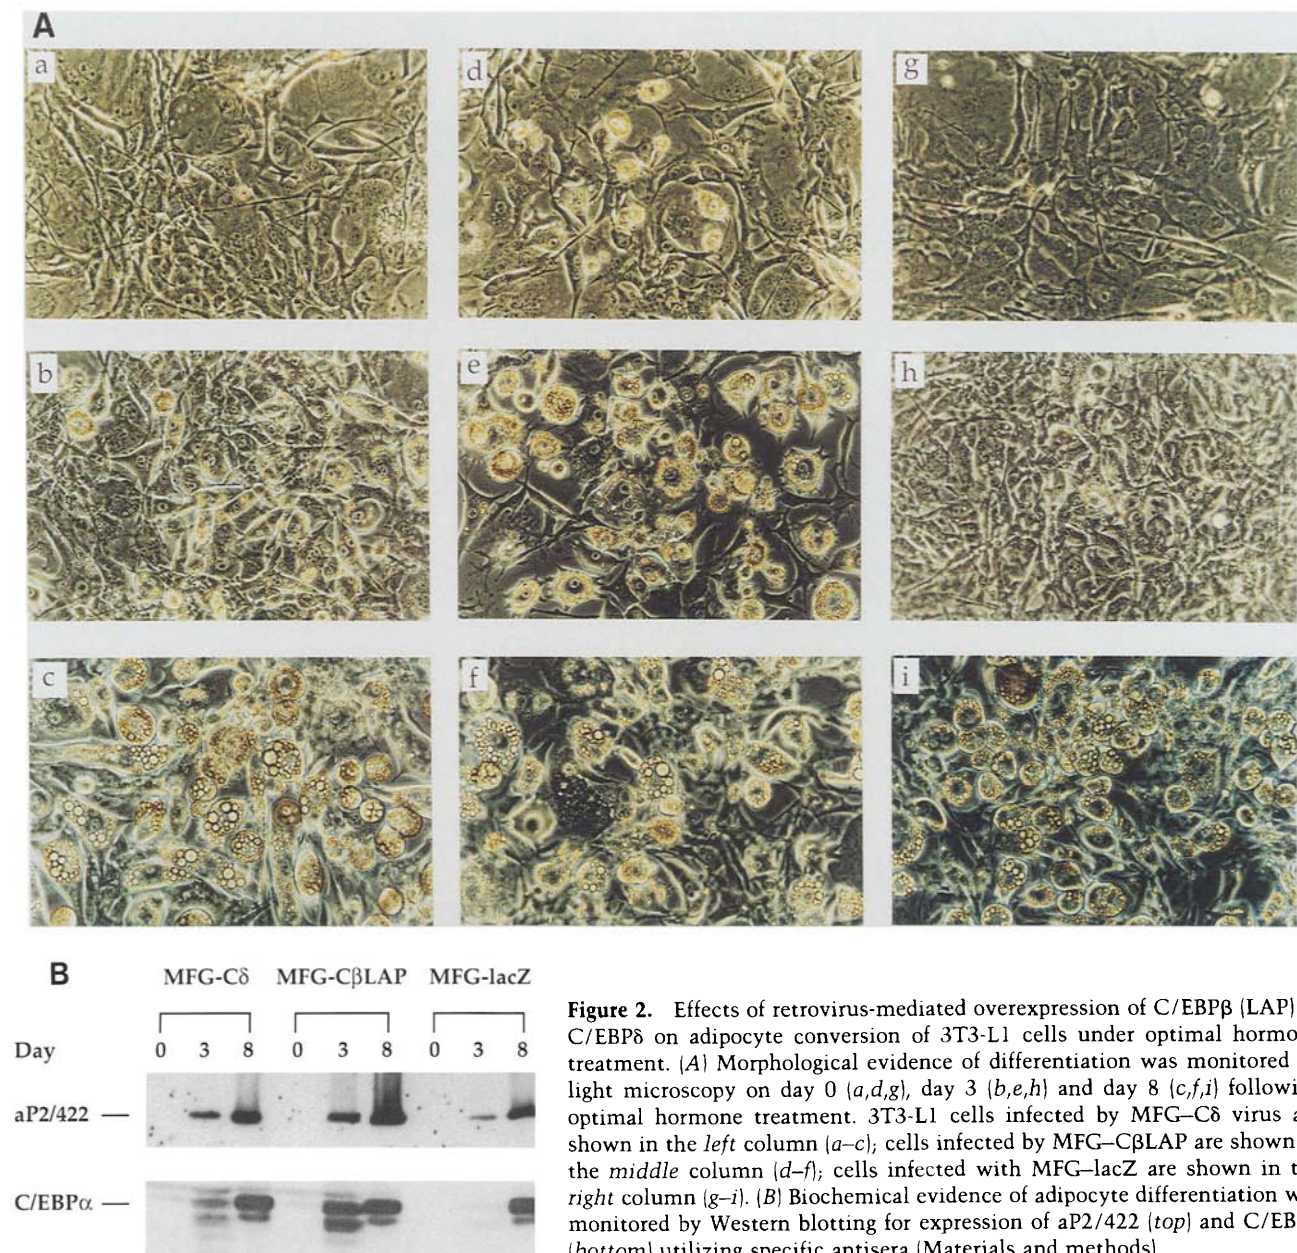 A
a
d
g
b
e
h
c
f
i
B
MFG-Cδ MFG-CβLAP MFG-lacZ
Day 0 3 8 0 3 8 0 3 8
aP2/422
C/EBPα
Figure 2. Effects of retrovirus-mediated overexpression of C/EBPβ (LAP)
C/EBPδ on adipocyte conversion of 3T3-L1 cells under optimal hormo
treatment. (A) Morphological evidence of differentiation was monitored
light microscopy on day 0 (a,d,g), day 3 (b,e,h) and day 8 (c,f,i) followi
optimal hormone treatment. 3T3-L1 cells infected by MFG–Cδ virus a
shown in the left column (a–c); cells infected by MFG–CβLAP are shown
the middle column (d–f); cells infected with MFG–lacZ are shown in t
right column (g–i). (B) Biochemical evidence of adipocyte differentiation w
monitored by Western blotting for expression of aP2/422 (top) and C/EB
(bottom) utilizing specific antisera (Materials and methods)